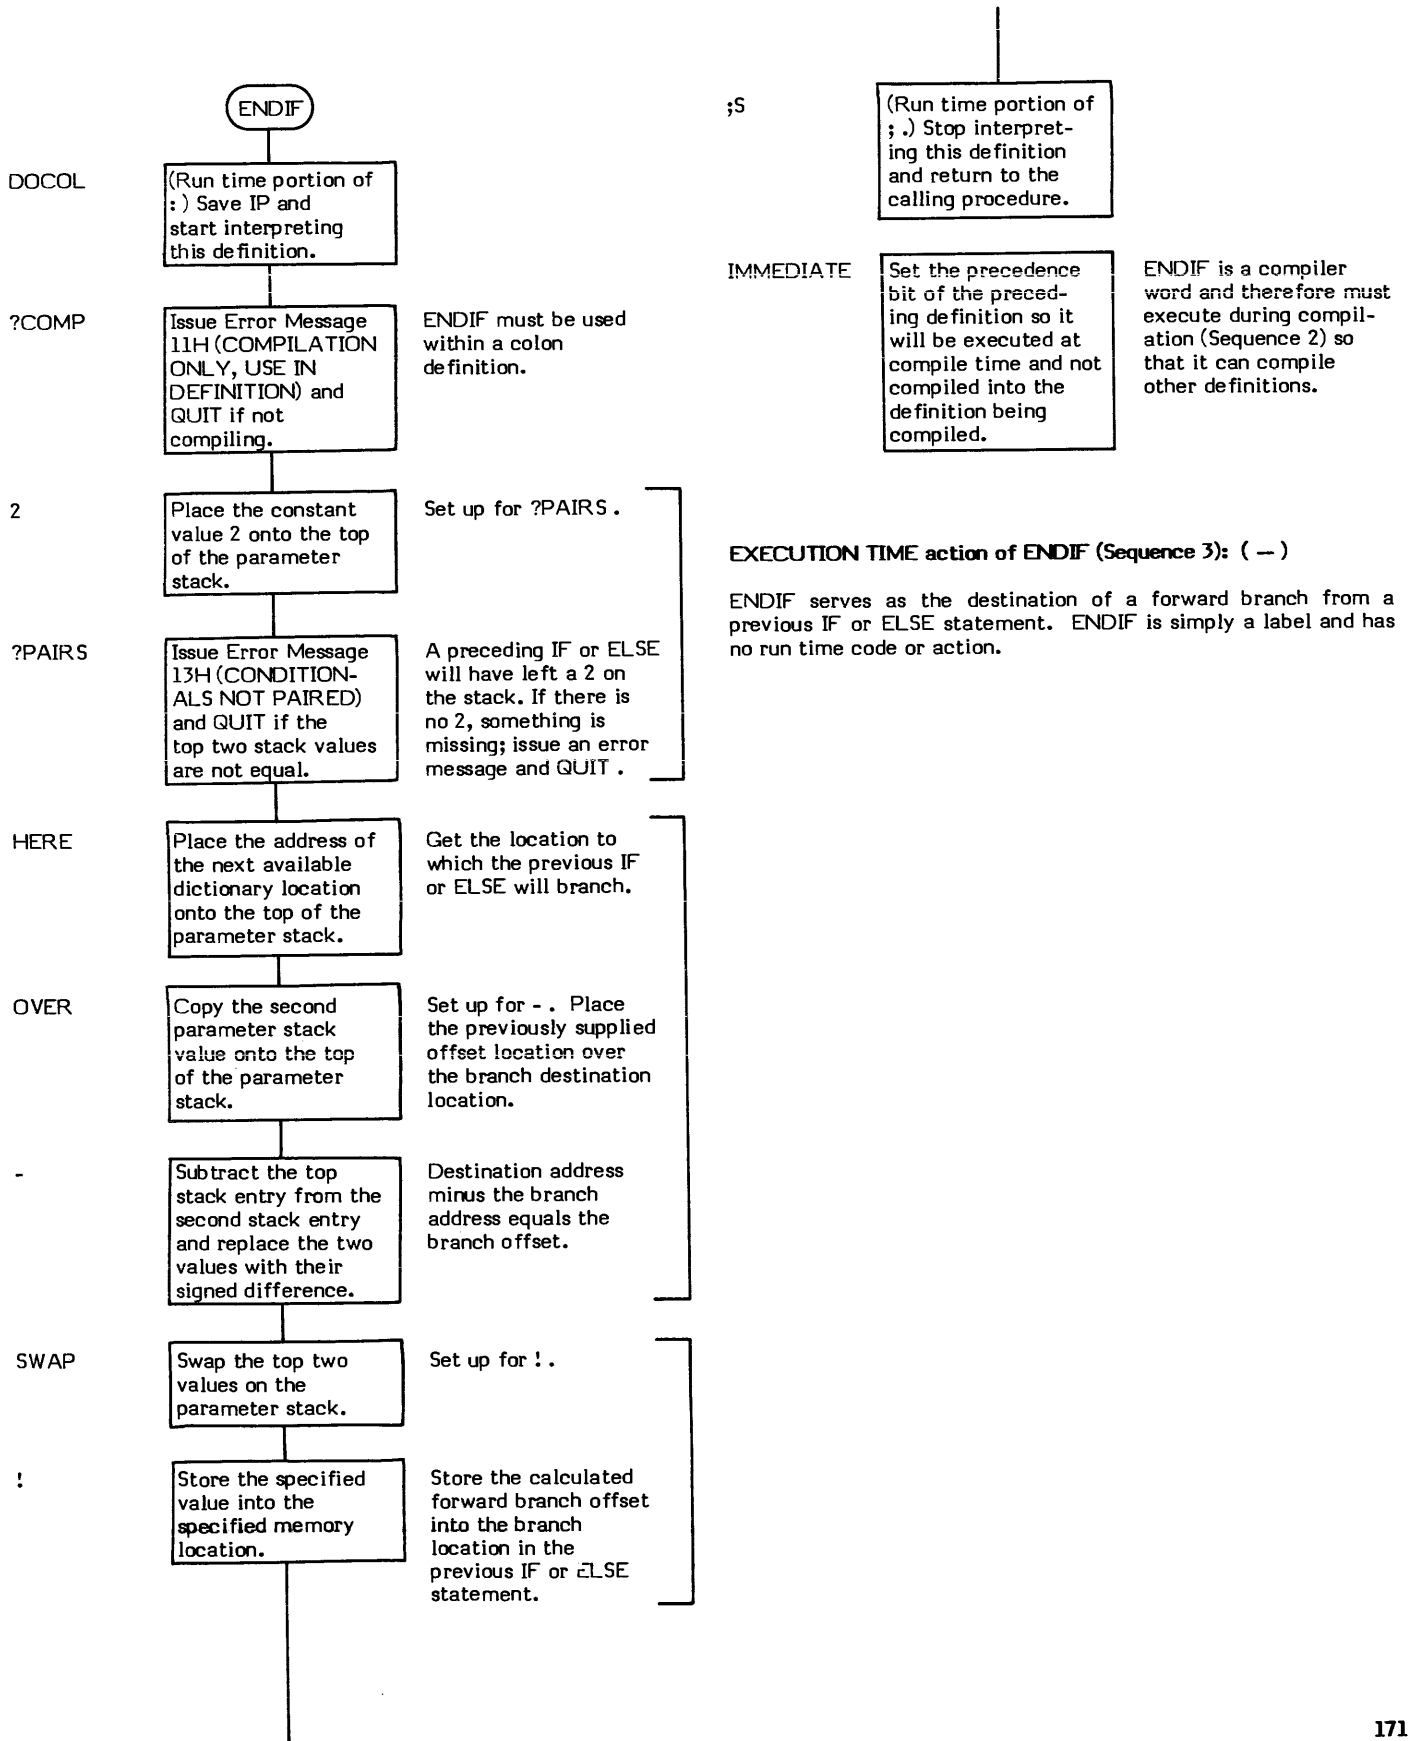 ENDIF
DOCOL
(Run time portion of
: ) Save IP and
start interpreting
this definition.
?COMP
Issue Error Message
11H (COMPILATION
ONLY, USE IN
DEFINITION) and
QUIT if not
compiling.
ENDIF must be used
within a colon
definition.
2
Place the constant
value 2 onto the top
of the parameter
stack.
Set up for ?PAIRS .
?PAIRS
Issue Error Message
13H (CONDITION-
ALS NOT PAIRED)
and QUIT if the
top two stack values
are not equal.
A preceding IF or ELSE
will have left a 2 on
the stack. If there is
no 2, something is
missing; issue an error
message and QUIT .
HERE
Place the address of
the next available
dictionary location
onto the top of the
parameter stack.
Get the location to
which the previous IF
or ELSE will branch.
OVER
Copy the second
parameter stack
value onto the top
of the parameter
stack.
Set up for - . Place
the previously supplied
offset location over
the branch destination
location.
-
Subtract the top
stack entry from the
second stack entry
and replace the two
values with their
signed difference.
Destination address
minus the branch
address equals the
branch offset.
SWAP
Swap the top two
values on the
parameter stack.
Set up for ! .
!
Store the specified
value into the
specified memory
location.
Store the calculated
forward branch offset
into the branch
location in the
previous IF or ELSE
statement.
;S
(Run time portion of
; .) Stop interpret-
ing this definition
and return to the
calling procedure.
IMMEDIATE
Set the precedence
bit of the preced-
ing definition so it
will be executed at
compile time and not
compiled into the
definition being
compiled.
ENDIF is a compiler
word and therefore must
execute during compil-
ation (Sequence 2) so
that it can compile
other definitions.
EXECUTION TIME action of ENDIF (Sequence 3): ( — )
ENDIF serves as the destination of a forward branch from a
previous IF or ELSE statement. ENDIF is simply a label and has
no run time code or action.
171